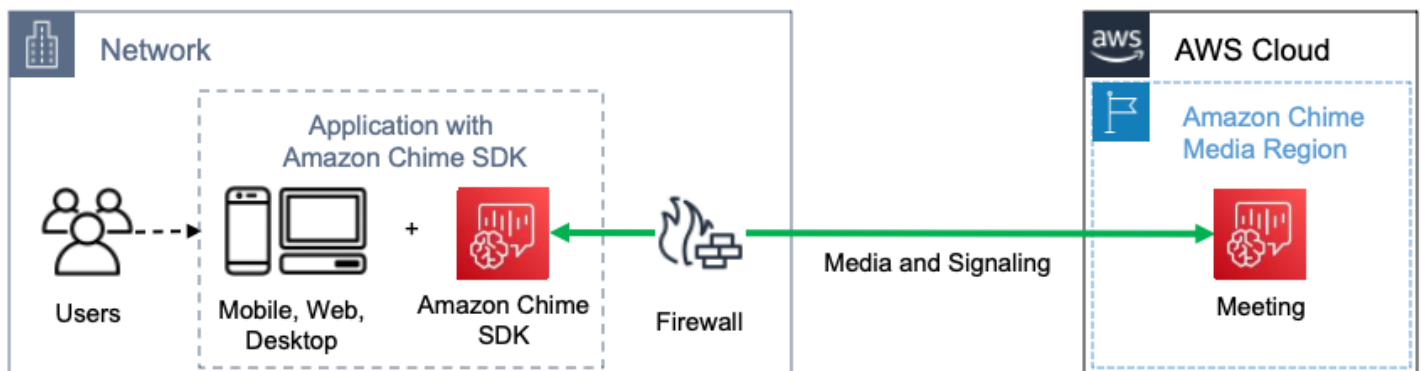 Network
Application with
Amazon Chime SDK
Users
Mobile, Web,
Desktop
+
Amazon Chime
SDK
Firewall
Media and Signaling
aws
AWS Cloud
Amazon Chime
Media Region
Meeting